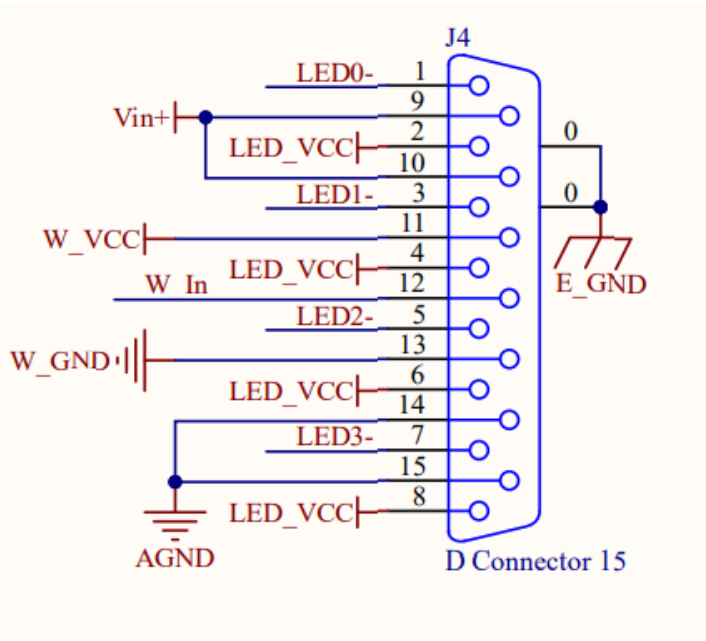 J4
LED0- 1
Vin+ 9
LED_VCC 2 0
10
LED1- 3 0
W_VCC 11
LED_VCC 4
W_In 12 E_GND
LED2- 5
W_GND 13
LED_VCC 6
14
LED3- 7
15
LED_VCC 8
AGND D Connector 15